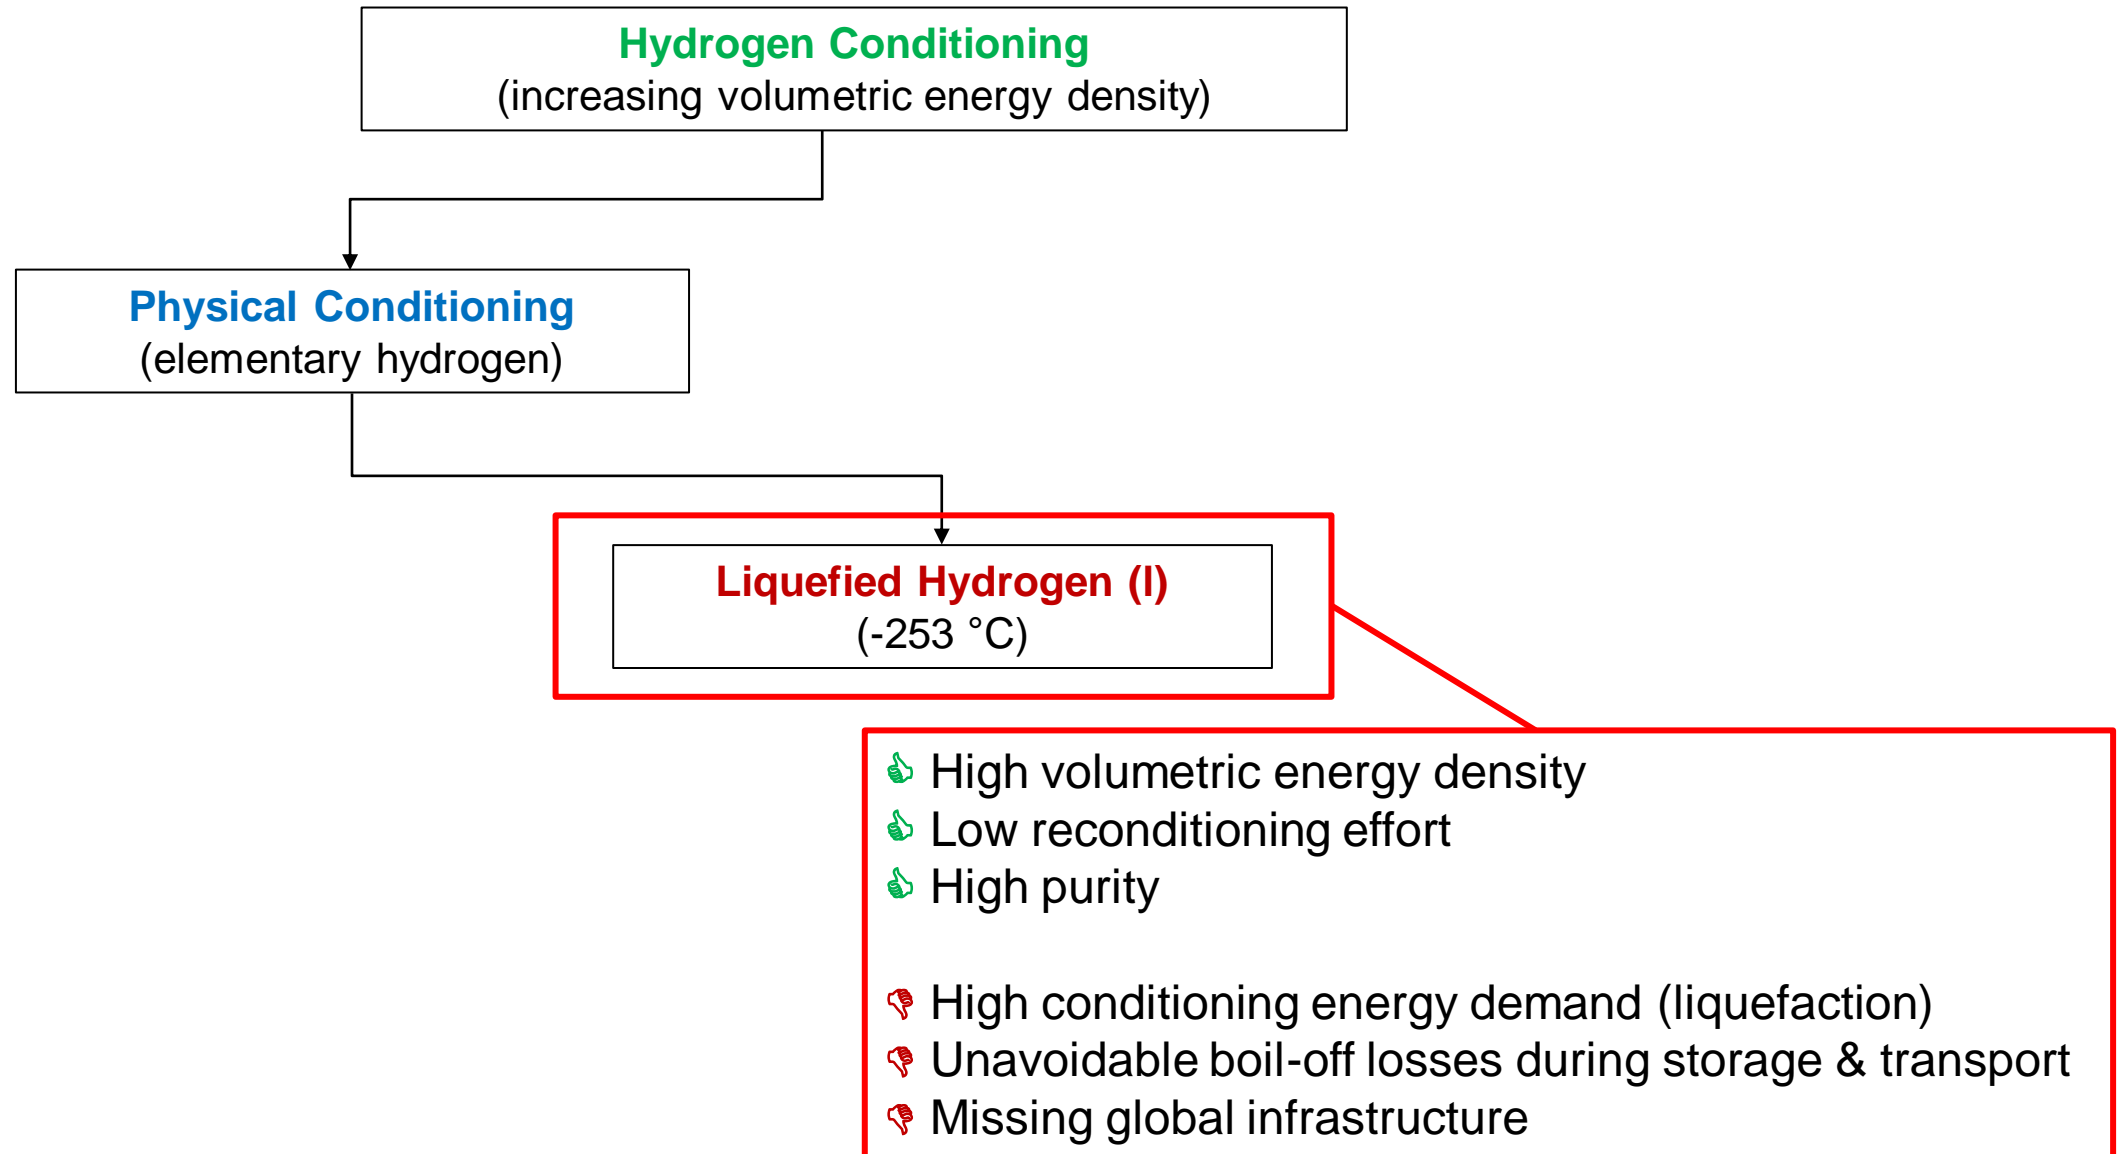 Hydrogen Conditioning
(increasing volumetric energy density)
Physical Conditioning
(elementary hydrogen)
Liquefied Hydrogen (l)
(-253 °C)
👍 High volumetric energy density
👍 Low reconditioning effort
👍 High purity
👎 High conditioning energy demand (liquefaction)
👎 Unavoidable boil-off losses during storage & transport
👎 Missing global infrastructure